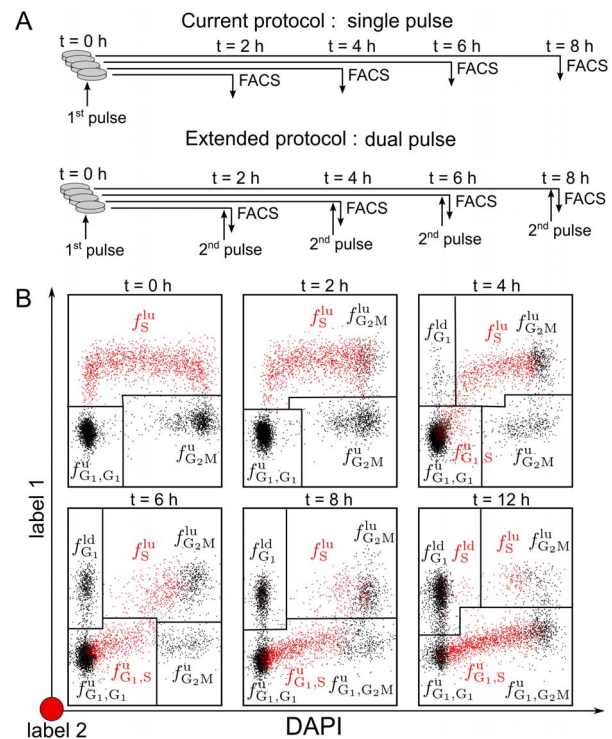 A
Current protocol : single pulse
t = 0 h
t = 2 h
t = 4 h
t = 6 h
t = 8 h
FACS
FACS
FACS
FACS
1st pulse
Extended protocol : dual pulse
t = 0 h
t = 2 h
t = 4 h
t = 6 h
t = 8 h
FACS
FACS
FACS
FACS
1st pulse
2nd pulse
2nd pulse
2nd pulse
2nd pulse
B
t = 0 h
t = 2 h
t = 4 h
f^lu_S
f^u_G1,G1
f^u_G2M
f^lu_S
f^lu_G2M
f^u_G1,G1
f^u_G2M
f^ld_G1
f^lu_S
f^lu_G2M
f^u_G1,S
f^u_G1,G1
f^u_G2M
t = 6 h
t = 8 h
t = 12 h
f^ld_G1
f^lu_S
f^lu_G2M
f^u_G1,S
f^u_G1,G1
f^u_G2M
f^ld_G1
f^lu_S
f^lu_G2M
f^u_G1,S
f^u_G1,G1
f^u_G1,G2M
f^ld_G1
f^ld_S
f^lu_S
f^lu_G2M
f^u_G1,S
f^u_G1,G1
f^u_G1,G2M
label 1
label 2
DAPI